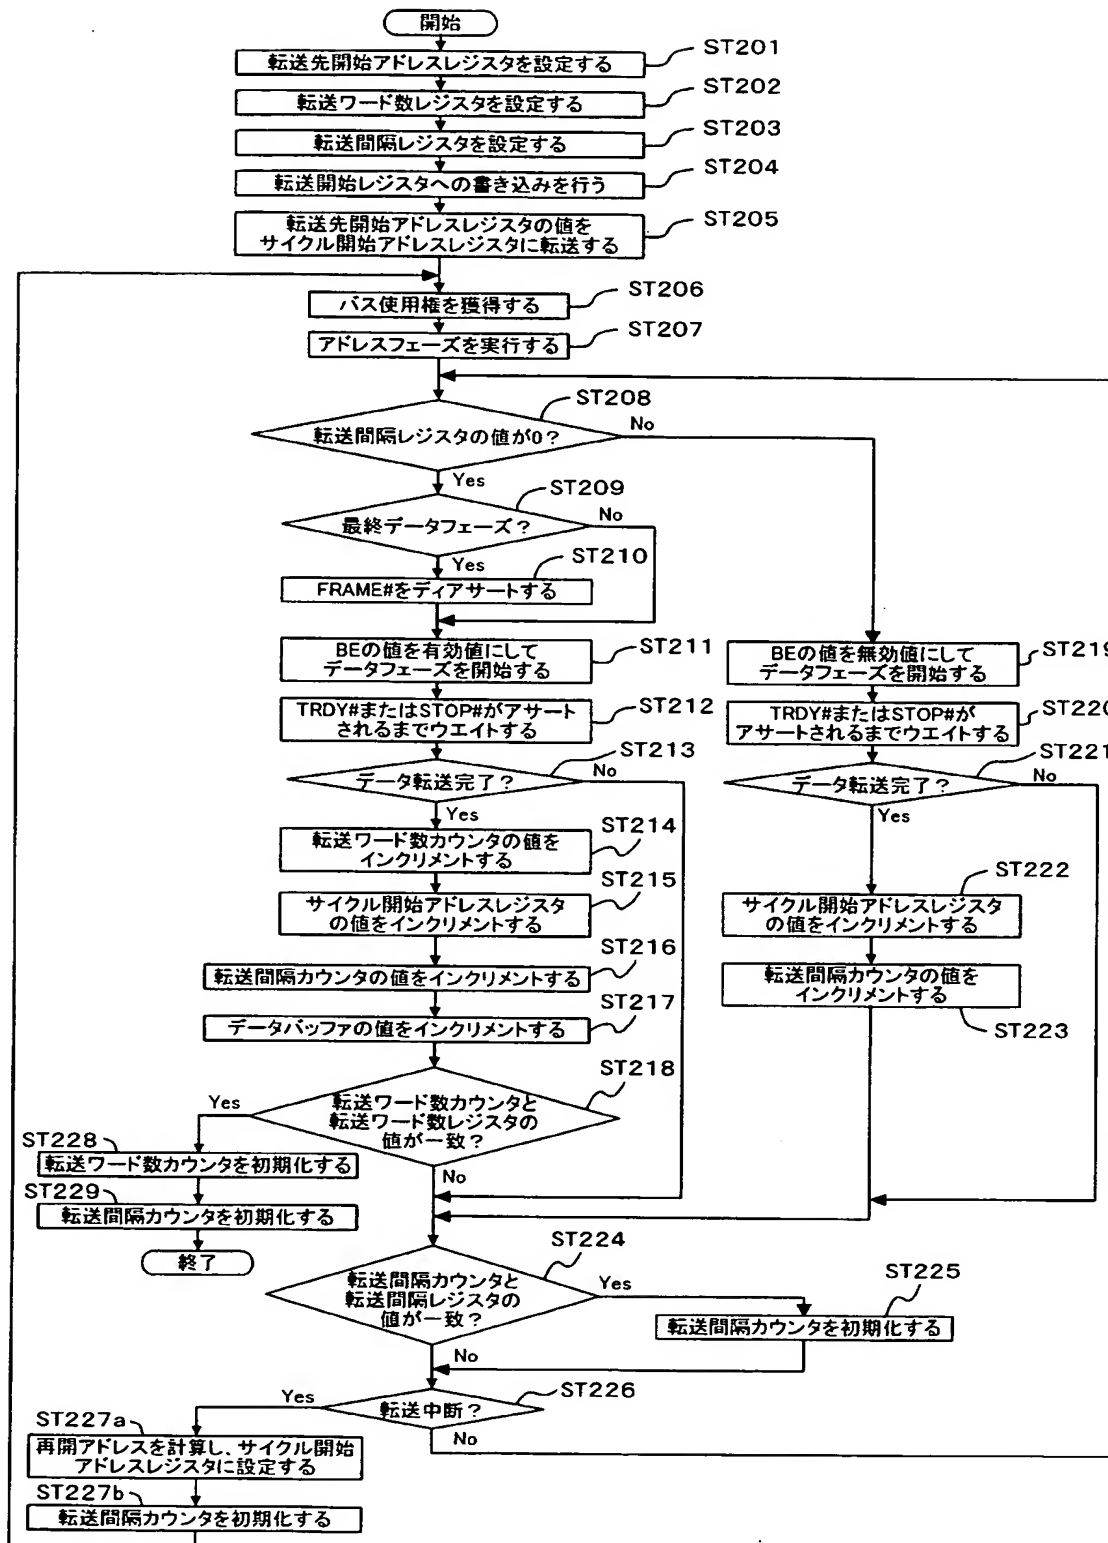 開始
転送先開始アドレスレジスタを設定する
ST201
転送ワード数レジスタを設定する
ST202
転送間隔レジスタを設定する
ST203
転送開始レジスタへの書き込みを行う
ST204
転送先開始アドレスレジスタの値を
サイクル開始アドレスレジスタに転送する
ST205
バス使用権を獲得する
ST206
アドレスフェーズを実行する
ST207
ST208
転送間隔レジスタの値が0？
No
Yes
ST209
最終データフェーズ？
No
Yes
ST210
FRAME#をディアサートする
BEの値を有効値にして
データフェーズを開始する
ST211
TRDY#またはSTOP#がアサート
されるまでウエイトする
ST212
ST213
データ転送完了？
No
Yes
ST214
転送ワード数カウンタの値を
インクリメントする
ST215
サイクル開始アドレスレジスタ
の値をインクリメントする
ST216
転送間隔カウンタの値をインクリメントする
ST217
データバッファの値をインクリメントする
ST218
転送ワード数カウンタと
転送ワード数レジスタの
値が一致？
Yes
No
BEの値を無効値にして
データフェーズを開始する
ST219
TRDY#またはSTOP#が
アサートされるまでウエイトする
ST220
ST221
データ転送完了？
No
Yes
ST222
サイクル開始アドレスレジスタ
の値をインクリメントする
転送間隔カウンタの値を
インクリメントする
ST223
ST228
転送ワード数カウンタを初期化する
ST229
転送間隔カウンタを初期化する
終了
ST224
転送間隔カウンタと
転送間隔レジスタの
値が一致？
Yes
No
ST225
転送間隔カウンタを初期化する
ST226
転送中断？
Yes
No
ST227a
再開アドレスを計算し、サイクル開始
アドレスレジスタに設定する
ST227b
転送間隔カウンタを初期化する